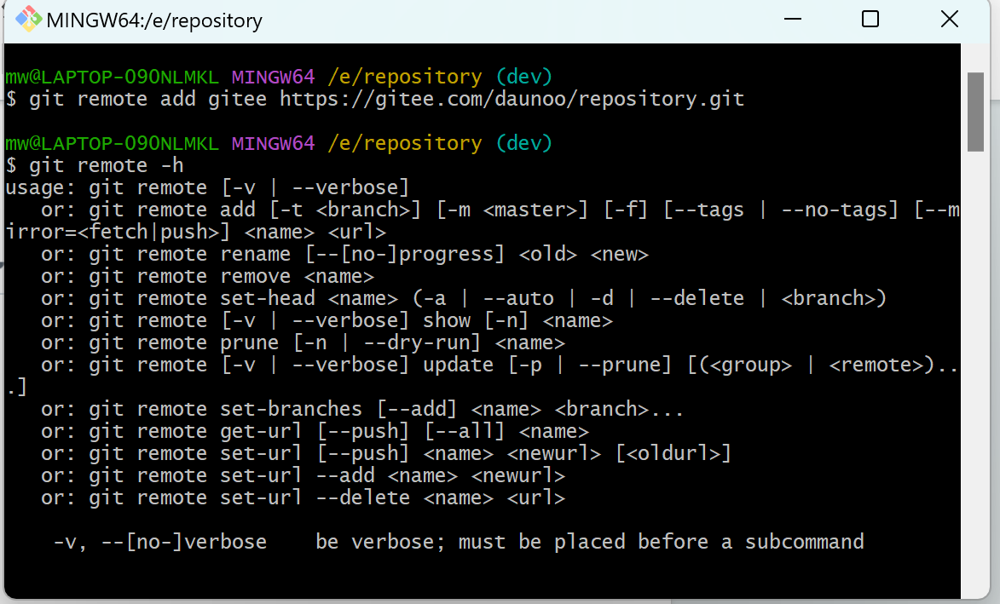 MINGW64:/e/repository
mw@LAPTOP-09ONLMKL MINGW64 /e/repository (dev)
$ git remote add gitee https://gitee.com/daunoo/repository.git
mw@LAPTOP-09ONLMKL MINGW64 /e/repository (dev)
$ git remote -h
usage: git remote [-v | --verbose]
   or: git remote add [-t <branch>] [-m <master>] [-f] [--tags | --no-tags] [--m
irror=<fetch|push>] <name> <url>
   or: git remote rename [--[no-]progress] <old> <new>
   or: git remote remove <name>
   or: git remote set-head <name> (-a | --auto | -d | --delete | <branch>)
   or: git remote [-v | --verbose] show [-n] <name>
   or: git remote prune [-n | --dry-run] <name>
   or: git remote [-v | --verbose] update [-p | --prune] [(<group> | <remote>)..
.]
   or: git remote set-branches [--add] <name> <branch>...
   or: git remote get-url [--push] [--all] <name>
   or: git remote set-url [--push] <name> <newurl> [<oldurl>]
   or: git remote set-url --add <name> <newurl>
   or: git remote set-url --delete <name> <url>
    -v, --[no-]verbose    be verbose; must be placed before a subcommand